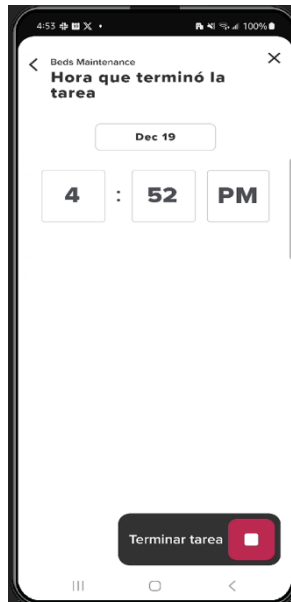 4:53 100%
Beds Maintenance
Hora que terminó la
tarea
Dec 19
4 : 52 PM
Terminar tarea